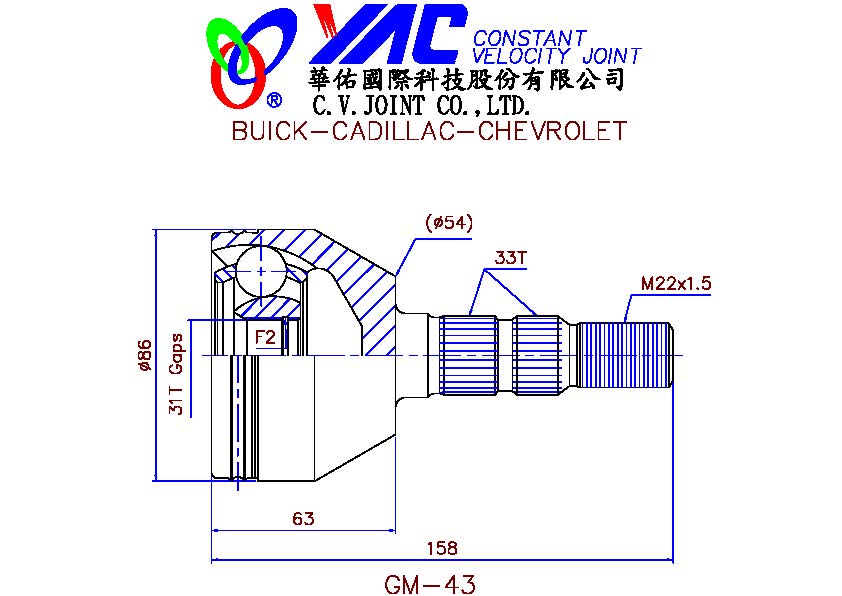 YAC CONSTANT
VELOCITY JOINT
®
華佑國際科技股份有限公司
C.V.JOINT CO.,LTD.
BUICK-CADILLAC-CHEVROLET
(ø54)
33T
M22x1.5
F2
ø86
31T Gaps
63
158
GM-43